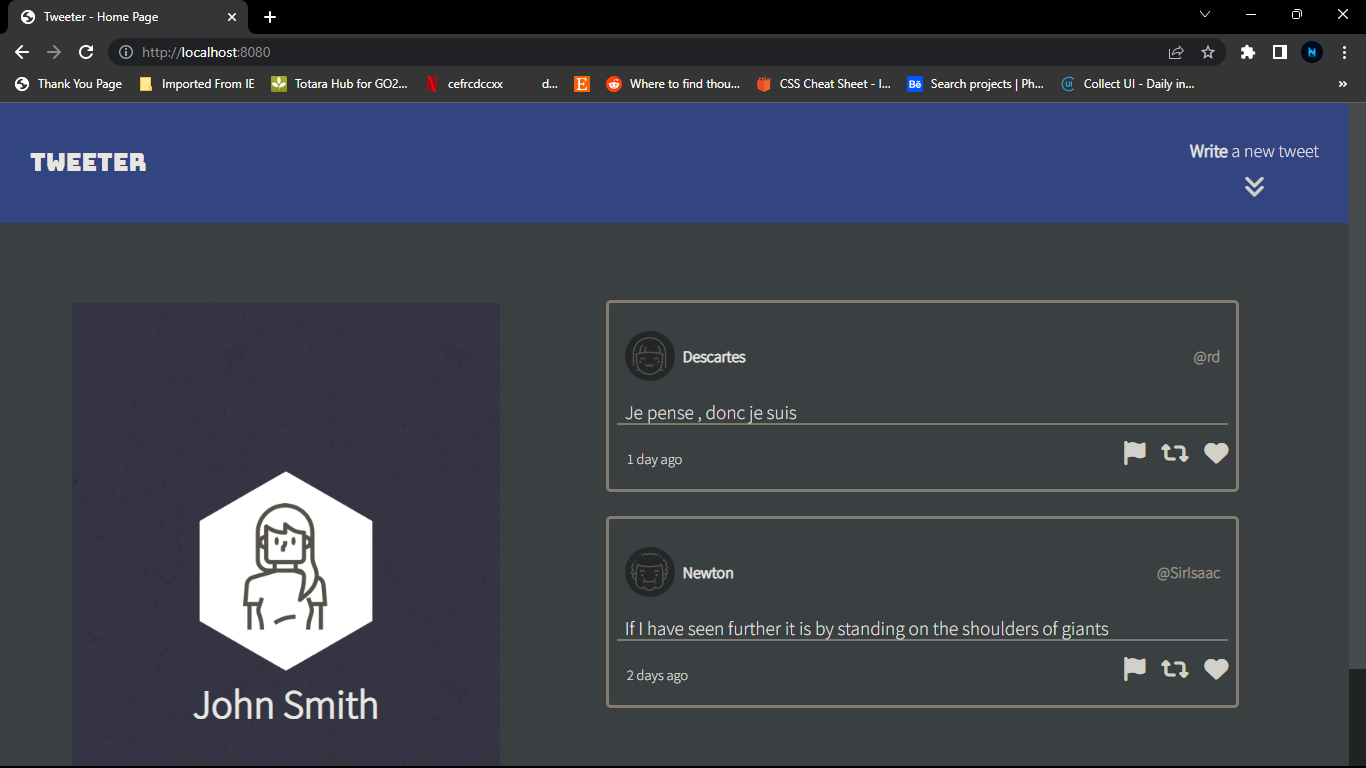 Tweeter - Home Page
http://localhost:8080
Thank You Page
Imported From IE
Totara Hub for GO2...
cefrcdccxx
d...
E
Where to find thou...
CSS Cheat Sheet - I...
Bē
Search projects | Ph...
UI
Collect UI - Daily in...
»
N
TWEETER
Write a new tweet
Descartes
@rd
Je pense , donc je suis
1 day ago
Newton
@SirIsaac
If I have seen further it is by standing on the shoulders of giants
2 days ago
John Smith